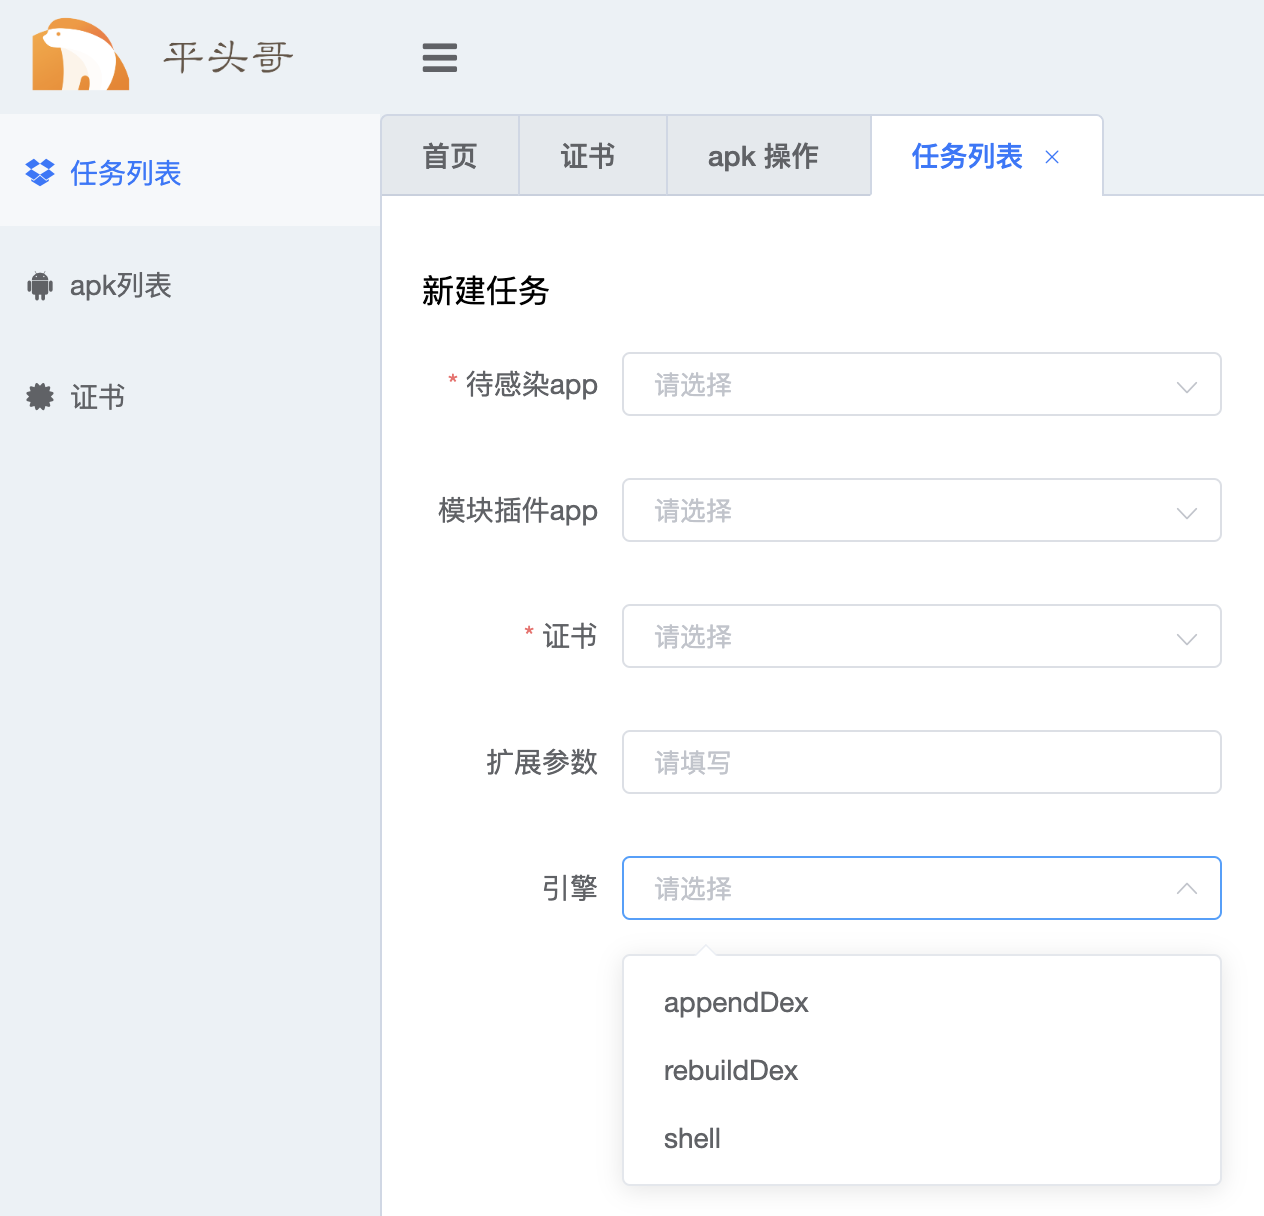 平头哥
首页
证书
apk 操作
任务列表
任务列表
apk列表
证书
新建任务
* 待感染app
请选择
模块插件app
请选择
* 证书
请选择
扩展参数
请填写
引擎
请选择
appendDex
rebuildDex
shell